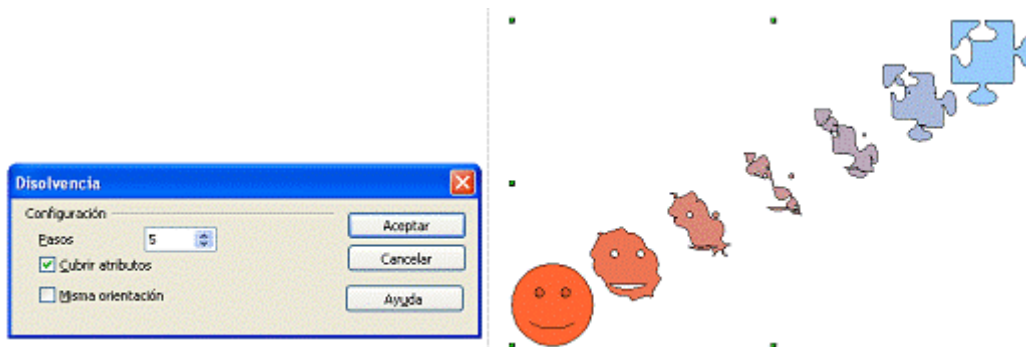 Disolvencia
Configuración
Pasos 5
Cubrir atributos
Misma orientación
Aceptar
Cancelar
Ayuda